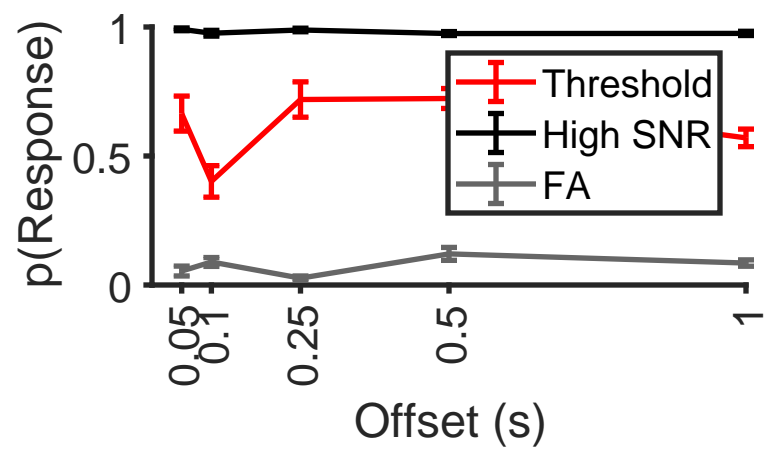 p(Response)
1
0.5
0
Threshold
High SNR
FA
0.05
0.1
0.25
0.5
1
Offset (s)